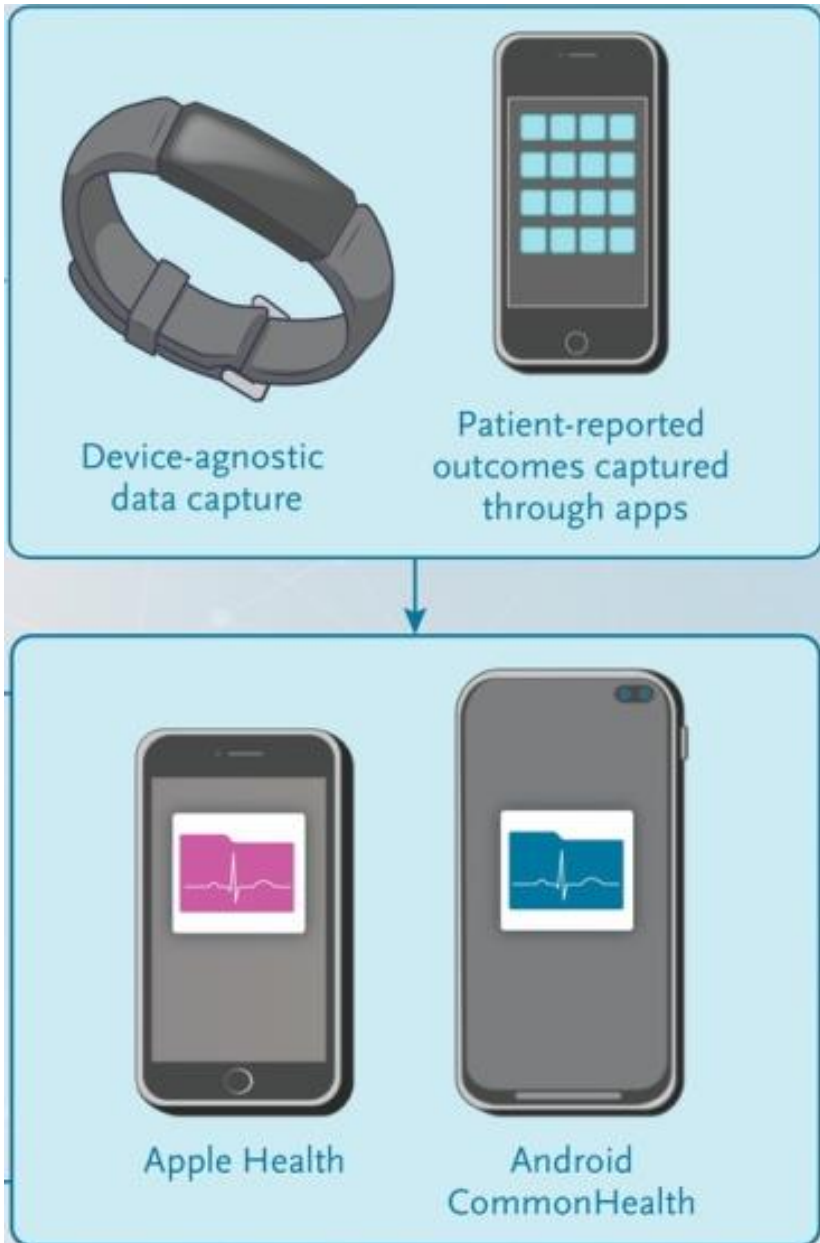 Device-agnostic
data capture
Patient-reported
outcomes captured
through apps
Apple Health
Android
CommonHealth